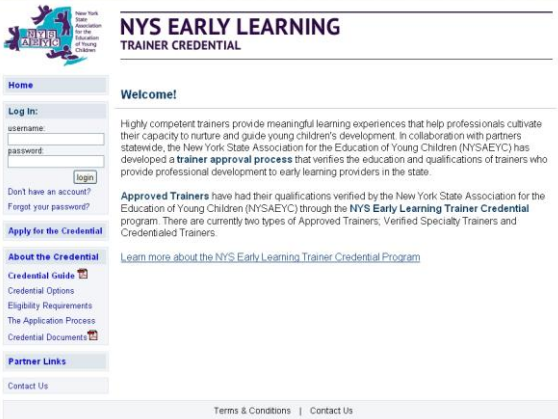 New York
State
Association
for the
Education
of Young
Children
NYS
AEYC
NYS EARLY LEARNING
TRAINER CREDENTIAL
Home
Log In:
username:
password:
login
Don't have an account?
Forgot your password?
Apply for the Credential
About the Credential
Credential Guide
Credential Options
Eligibility Requirements
The Application Process
Credential Documents
Partner Links
Contact Us
Welcome!
Highly competent trainers provide meaningful learning experiences that help professionals cultivate
their capacity to nurture and guide young children's development. In collaboration with partners
statewide, the New York State Association for the Education of Young Children (NYSAEYC) has
developed a trainer approval process that verifies the education and qualifications of trainers who
provide professional development to early learning providers in the state.
Approved Trainers have had their qualifications verified by the New York State Association for the
Education of Young Children (NYSAEYC) through the NYS Early Learning Trainer Credential
program. There are currently two types of Approved Trainers; Verified Specialty Trainers and
Credentialed Trainers.
Learn more about the NYS Early Learning Trainer Credential Program
Terms & Conditions | Contact Us